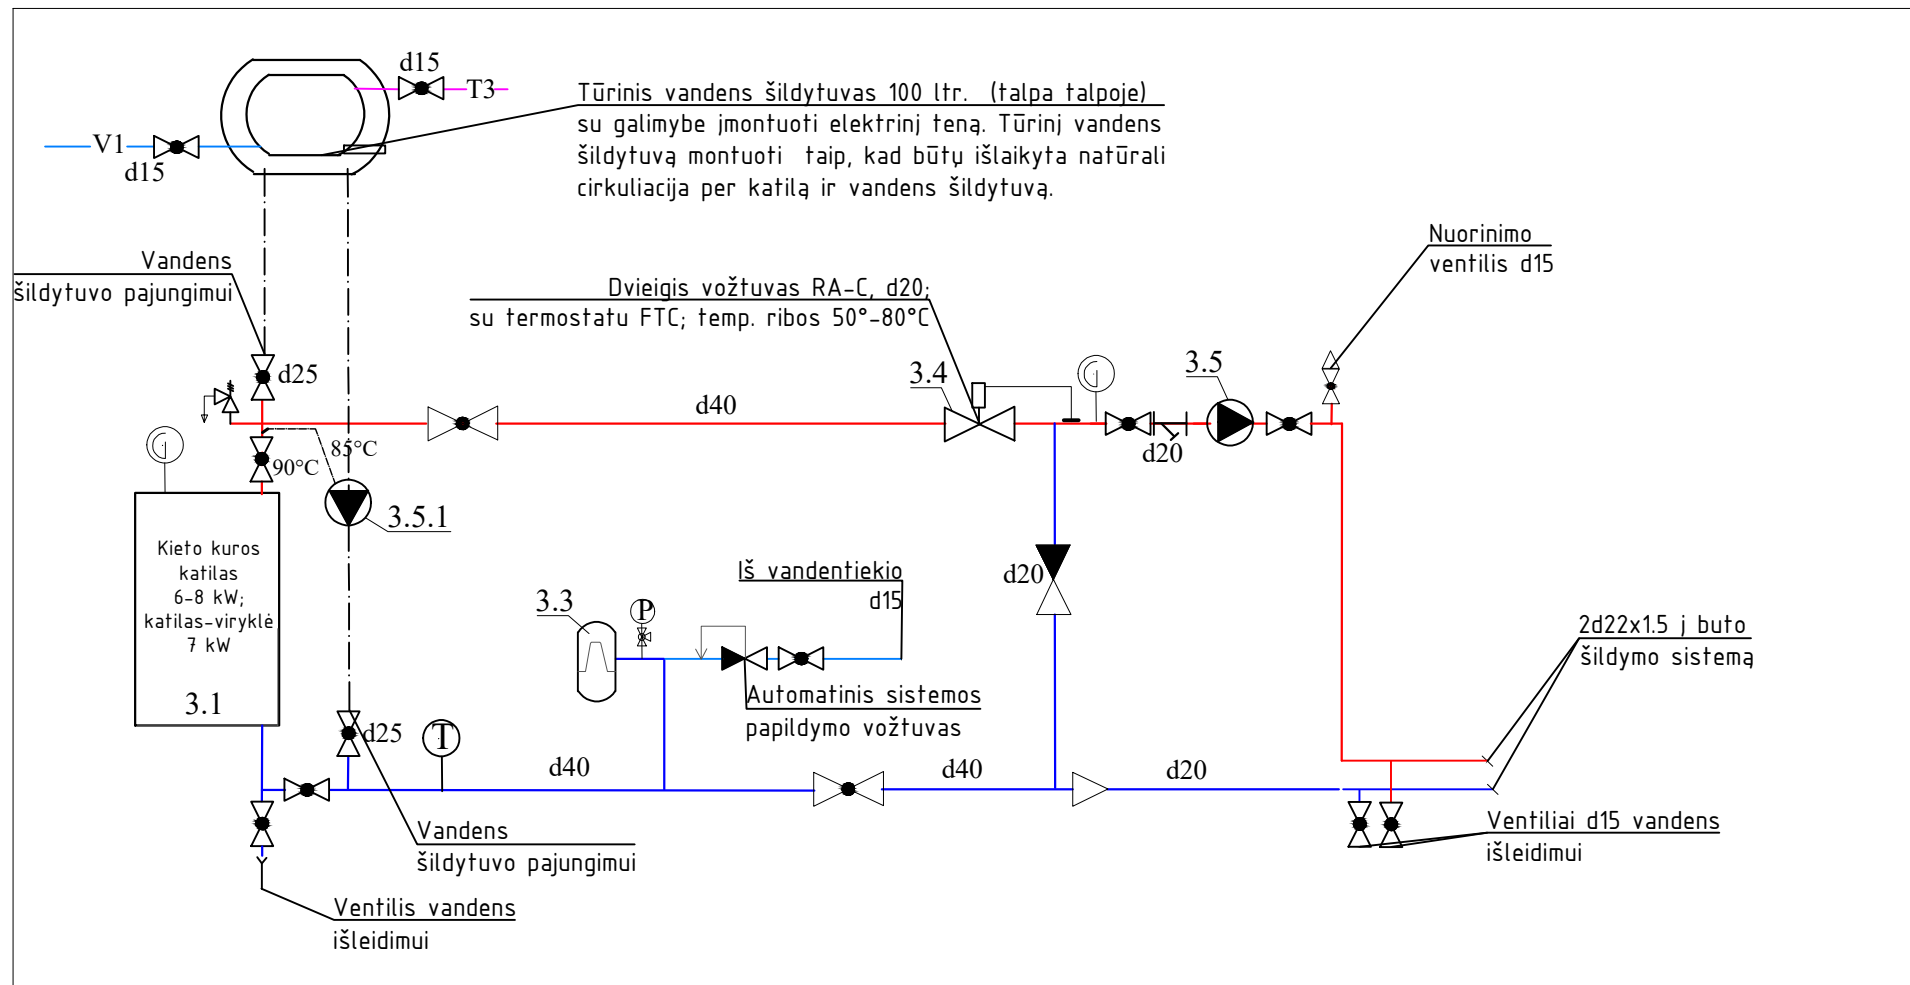 d15
T3
V1
d15
Tūrinis vandens šildytuvas 100 ltr. (talpa talpoje)
su galimybe įmontuoti elektrinį teną. Tūrinį vandens
šildytuvą montuoti taip, kad būtų išlaikyta natūrali
cirkuliacija per katilą ir vandens šildytuvą.
Vandens
šildytuvo pajungimui
Dvieigis vožtuvas RA-C, d20;
su termostatu FTC; temp. ribos 50°-80°C
Nuorinimo
ventilis d15
d25
d40
3.4
3.5
d20
85°C
90°C
3.5.1
Kieto kuros
katilas
6-8 kW;
katilas-viryklė
7 kW
3.1
3.3
P
Iš vandentiekio
d15
d20
Automatinis sistemos
papildymo vožtuvas
2d22x1.5 į buto
šildymo sistemą
d25
T
d40
d40
d20
Vandens
šildytuvo pajungimui
Ventiliai d15 vandens
išleidimui
Ventilis vandens
išleidimui